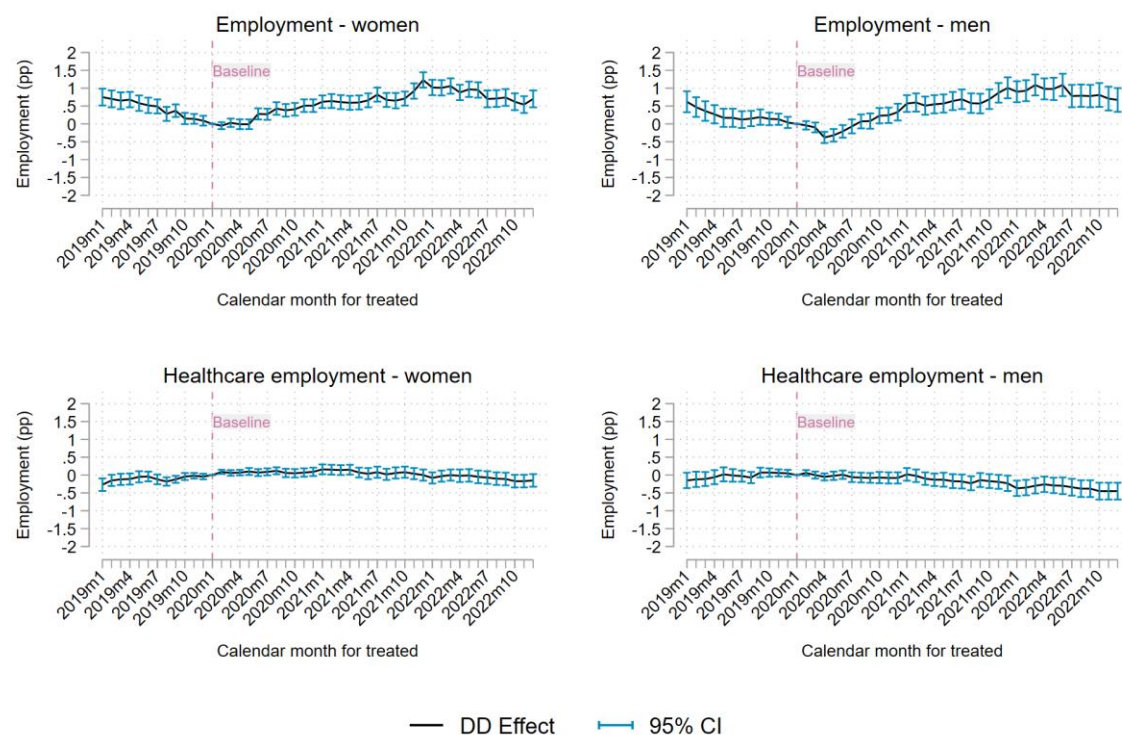 Employment - women
Employment (pp)
2
1.5
1
.5
0
-.5
-1
-1.5
-2
Baseline
2019m1
2019m4
2019m7
2019m10
2020m1
2020m4
2020m7
2020m10
2021m1
2021m4
2021m7
2021m10
2022m1
2022m4
2022m7
2022m10
Calendar month for treated
Employment - men
Employment (pp)
2
1.5
1
.5
0
-.5
-1
-1.5
-2
Baseline
2019m1
2019m4
2019m7
2019m10
2020m1
2020m4
2020m7
2020m10
2021m1
2021m4
2021m7
2021m10
2022m1
2022m4
2022m7
2022m10
Calendar month for treated
Healthcare employment - women
Employment (pp)
2
1.5
1
.5
0
-.5
-1
-1.5
-2
Baseline
2019m1
2019m4
2019m7
2019m10
2020m1
2020m4
2020m7
2020m10
2021m1
2021m4
2021m7
2021m10
2022m1
2022m4
2022m7
2022m10
Calendar month for treated
Healthcare employment - men
Employment (pp)
2
1.5
1
.5
0
-.5
-1
-1.5
-2
Baseline
2019m1
2019m4
2019m7
2019m10
2020m1
2020m4
2020m7
2020m10
2021m1
2021m4
2021m7
2021m10
2022m1
2022m4
2022m7
2022m10
Calendar month for treated
DD Effect 95% CI